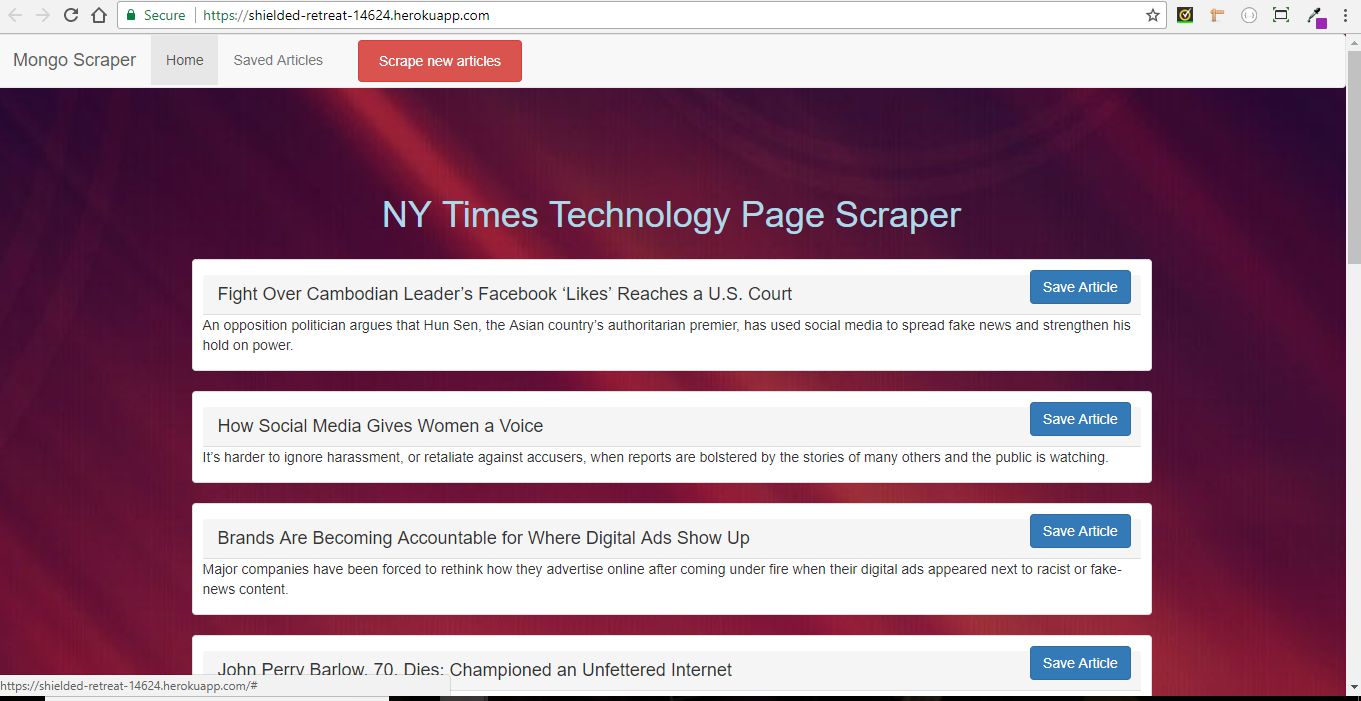 Secure https://shielded-retreat-14624.herokuapp.com
Mongo Scraper Home Saved Articles Scrape new articles
NY Times Technology Page Scraper
Fight Over Cambodian Leader’s Facebook ‘Likes’ Reaches a U.S. Court Save Article
An opposition politician argues that Hun Sen, the Asian country’s authoritarian premier, has used social media to spread fake news and strengthen his
hold on power.
How Social Media Gives Women a Voice Save Article
It’s harder to ignore harassment, or retaliate against accusers, when reports are bolstered by the stories of many others and the public is watching.
Brands Are Becoming Accountable for Where Digital Ads Show Up Save Article
Major companies have been forced to rethink how they advertise online after coming under fire when their digital ads appeared next to racist or fake-
news content.
John Perry Barlow, 70, Dies; Championed an Unfettered Internet Save Article
https://shielded-retreat-14624.herokuapp.com/#